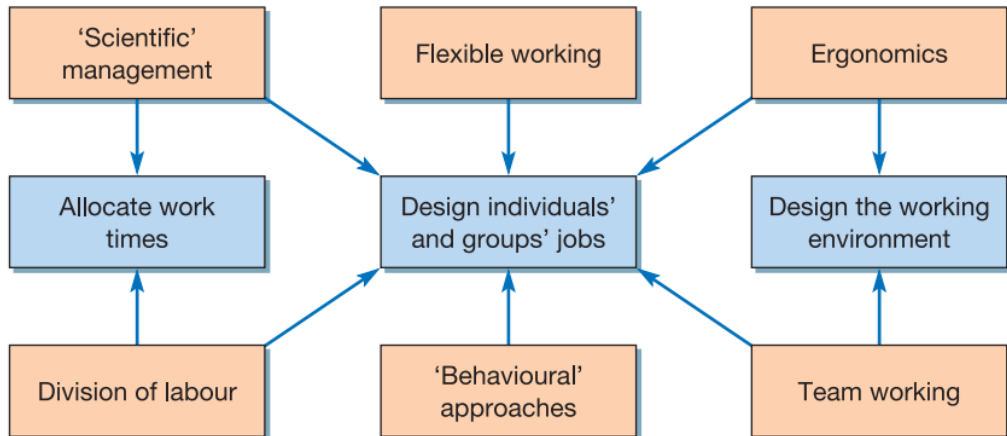 ‘Scientific’
management
Flexible working
Ergonomics
Allocate work
times
Design individuals’
and groups’ jobs
Design the working
environment
Division of labour
‘Behavioural’
approaches
Team working